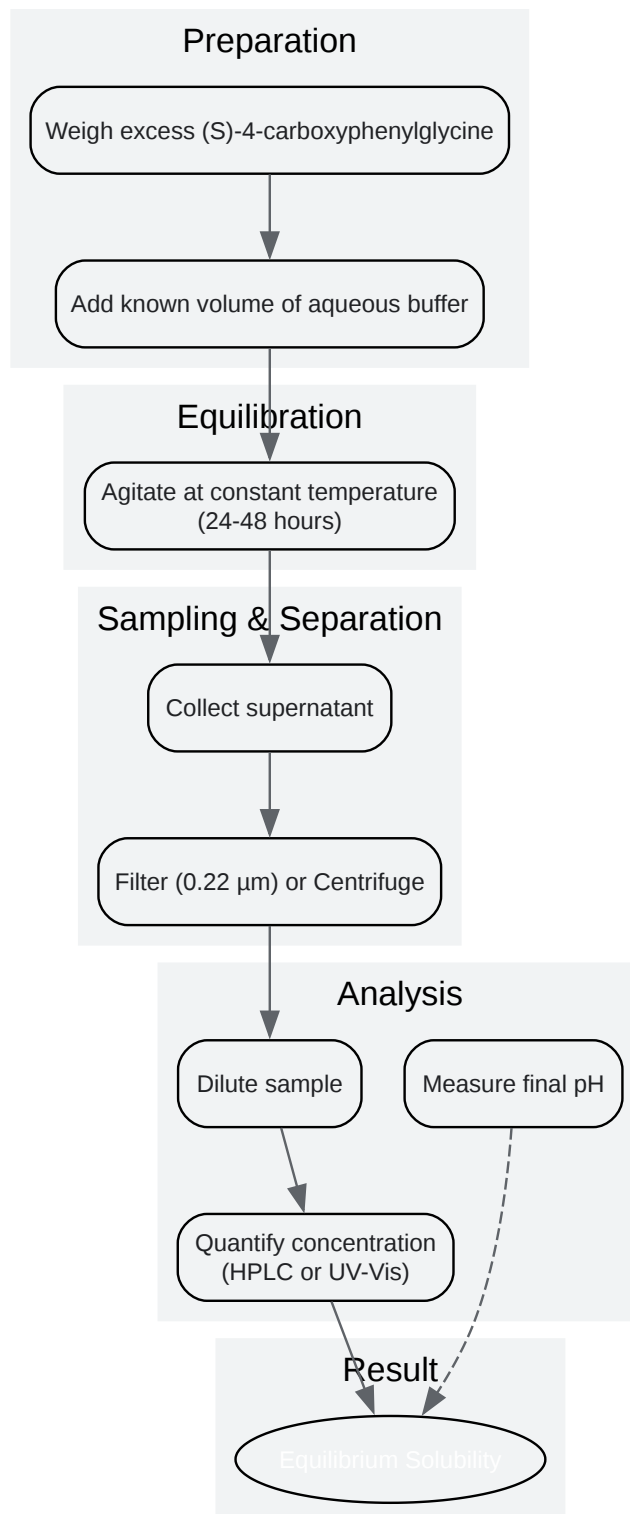 Preparation
Weigh excess (S)-4-carboxyphenylglycine
Add known volume of aqueous buffer
Equilibration
Agitate at constant temperature
(24-48 hours)
Sampling & Separation
Collect supernatant
Filter (0.22 µm) or Centrifuge
Analysis
Dilute sample
Measure final pH
Quantify concentration
(HPLC or UV-Vis)
Result
Equilibrium Solubility